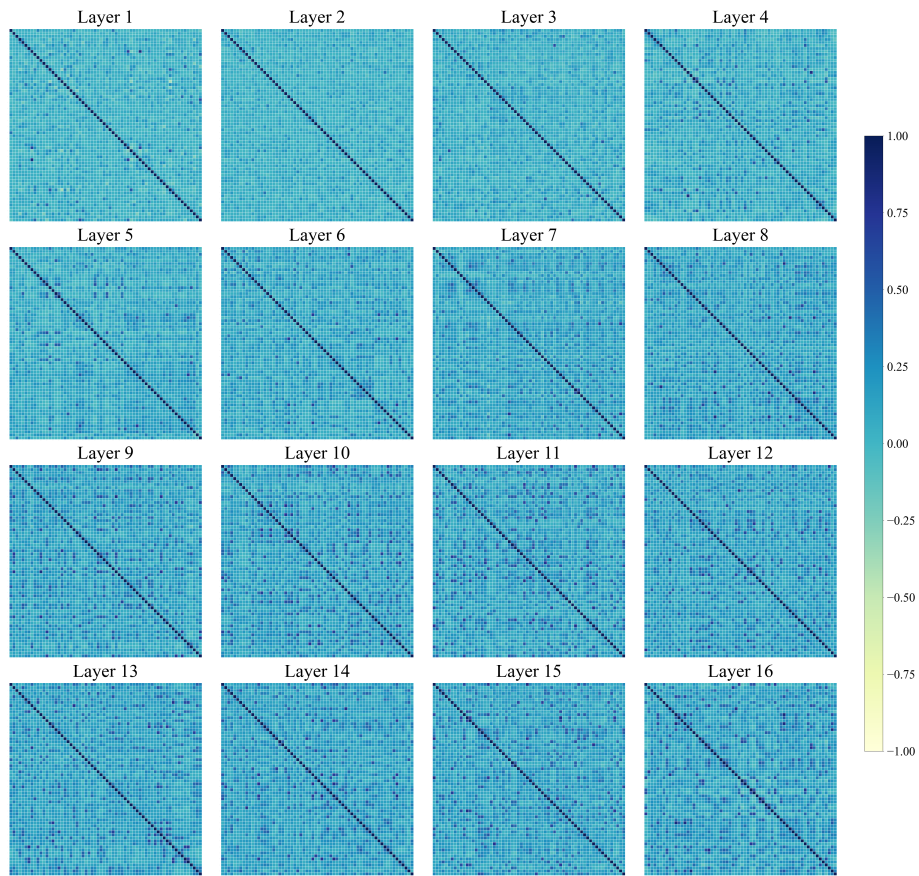 Layer 1
Layer 2
Layer 3
Layer 4
Layer 5
Layer 6
Layer 7
Layer 8
Layer 9
Layer 10
Layer 11
Layer 12
Layer 13
Layer 14
Layer 15
Layer 16
1.00
0.75
0.50
0.25
0.00
−0.25
−0.50
−0.75
−1.00